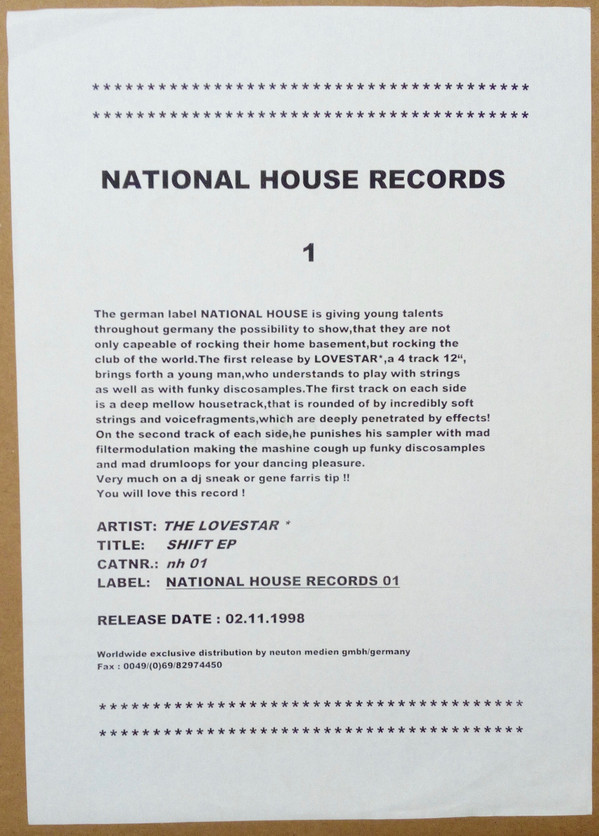 * * * * * * * * * * * * * * * * * * * * * * * * * * * * * * * * * * * * * * * *
* * * * * * * * * * * * * * * * * * * * * * * * * * * * * * * * * * * * * * * *
NATIONAL HOUSE RECORDS
1
The german label NATIONAL HOUSE is giving young talents
throughout germany the possibility to show,that they are not
only capeable of rocking their home basement,but rocking the
club of the world.The first release by LOVESTAR*,a 4 track 12“,
brings forth a young man,who understands to play with strings
as well as with funky discosamples.The first track on each side
is a deep mellow housetrack,that is rounded of by incredibly soft
strings and voicefragments,which are deeply penetrated by effects!
On the second track of each side,he punishes his sampler with mad
filtermodulation making the mashine cough up funky discosamples
and mad drumloops for your dancing pleasure.
Very much on a dj sneak or gene farris tip !!
You will love this record !
ARTIST: THE LOVESTAR *
TITLE: SHIFT EP
CATNR.: nh 01
LABEL: NATIONAL HOUSE RECORDS 01
RELEASE DATE : 02.11.1998
Worldwide exclusive distribution by neuton medien gmbh/germany
Fax : 0049/(0)69/82974450
* * * * * * * * * * * * * * * * * * * * * * * * * * * * * * * * * * * * * * *
* * * * * * * * * * * * * * * * * * * * * * * * * * * * * * * * * * * * * * *